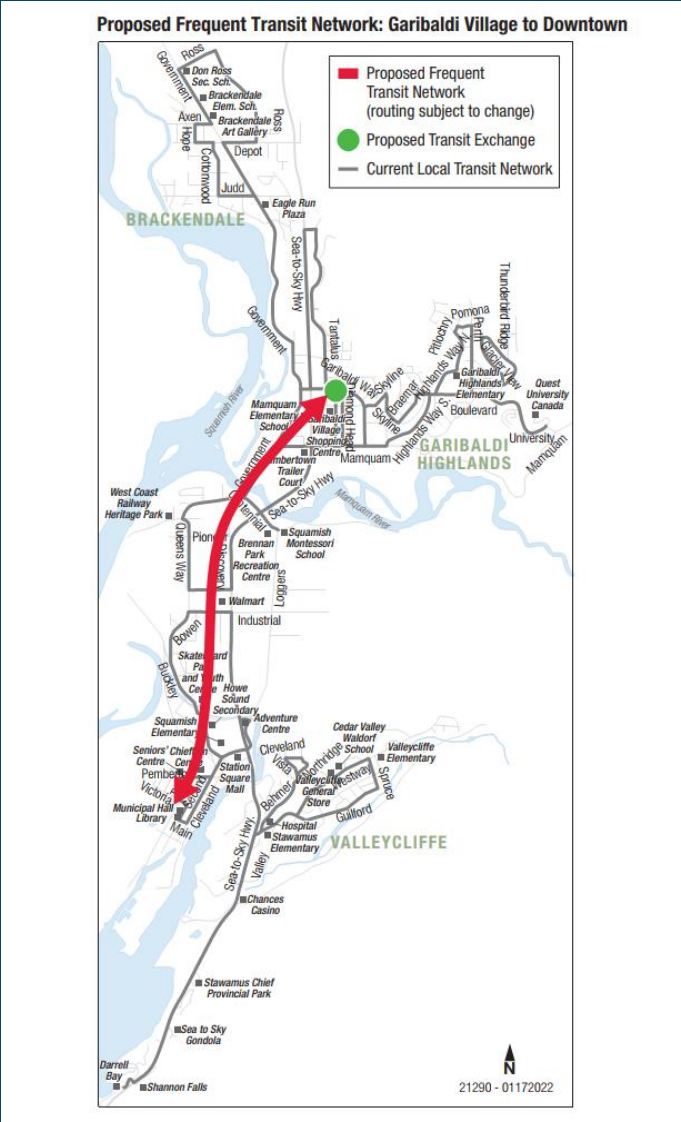 Proposed Frequent Transit Network: Garibaldi Village to Downtown
Proposed Frequent
Transit Network
(routing subject to change)
Proposed Transit Exchange
Current Local Transit Network
Ross
Government
Don Ross
Sec. Sch.
Brackendale
Elem. Sch.
Axen
Brackendale
Art Gallery
Ross
Hope
Cottonwood
Depot
Judd
Eagle Run
Plaza
BRACKENDALE
Sea-to-Sky Hwy
Government
Tantalus
Thunderbird Ridge
Pomona
Pitlochry
Perth
Highlands Way N.
Glacier View
Garibaldi Way
Skyline
Braemar
Garibaldi
Highlands
Elementary
Squamish River
Mamquam
Elementary
School
Garibaldi
Village
Shopping
Centre
Skyline
Highlands Way S.
Boulevard
Quest
University
Canada
University
Mamquam
GARIBALDI
HIGHLANDS
Government
Trailer
Court
Mamquam
Sea-to-Sky Hwy
Mamquam River
West Coast
Railway
Heritage Park
Queens Way
Discovery
Brennan
Park
Recreation
Centre
Squamish
Montessori
School
Loggers
Walmart
Industrial
Bowen
Buckley
and
Howe
Sound
Secondary
Squamish
Elementary
Adventure
Centre
Seniors'
Centre
Station
Square
Mall
Victoria
Second
Cleveland
Municipal Hall
Library
Main
Cleveland
Vista
Northridge
Cedar Valley
Waldorf
School
Valleycliffe
Elementary
Valleycliffe
General
Store
Westway
Spruce
Behrner
Guilford
Hospital
Stawamus
Elementary
VALLEYCLIFFE
Sea-to-Sky Hwy.
Valley
Chances
Casino
Stawamus Chief
Provincial Park
Sea to Sky
Gondola
Darrell
Bay
Shannon Falls
N
21290 - 01172022